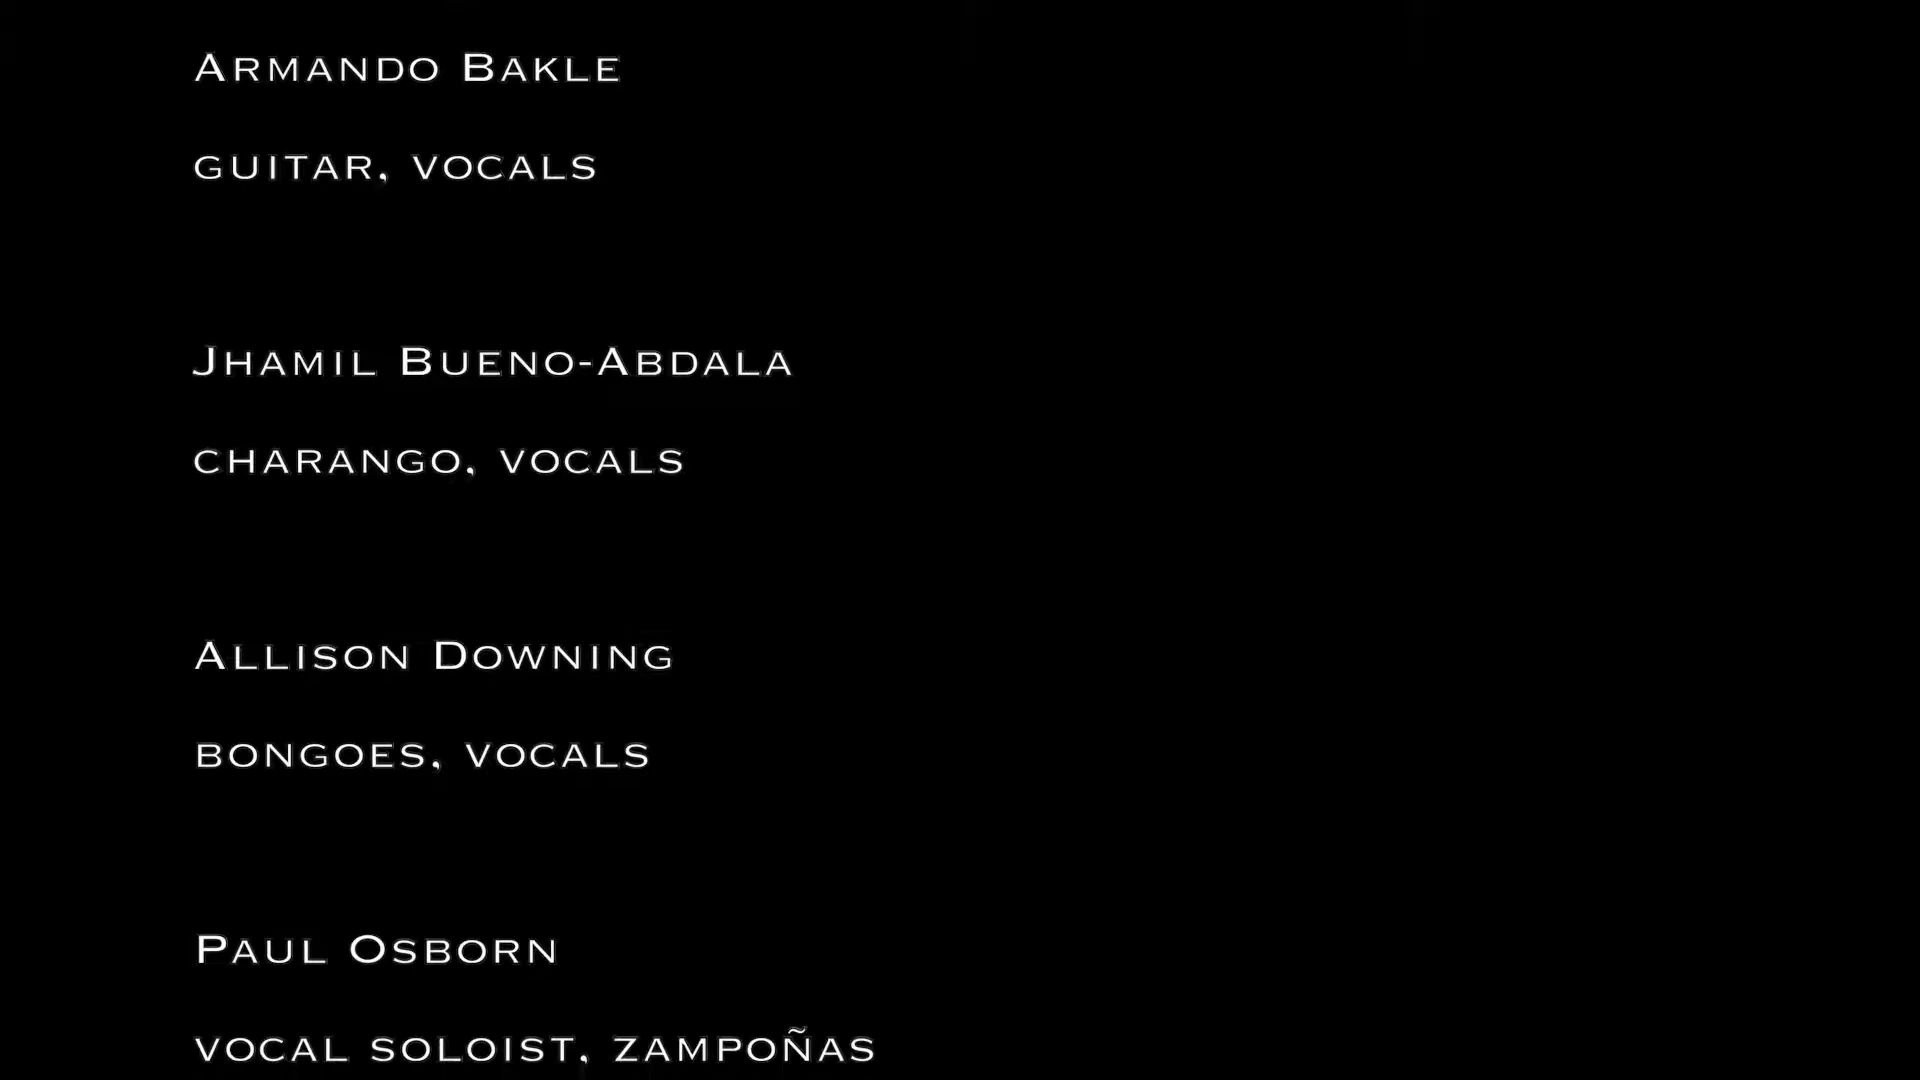 Armando Bakle
guitar, vocals
Jhamil Bueno-Abdala
charango, vocals
Allison Downing
bongoes, vocals
Paul Osborn
vocal soloist, zampoñas